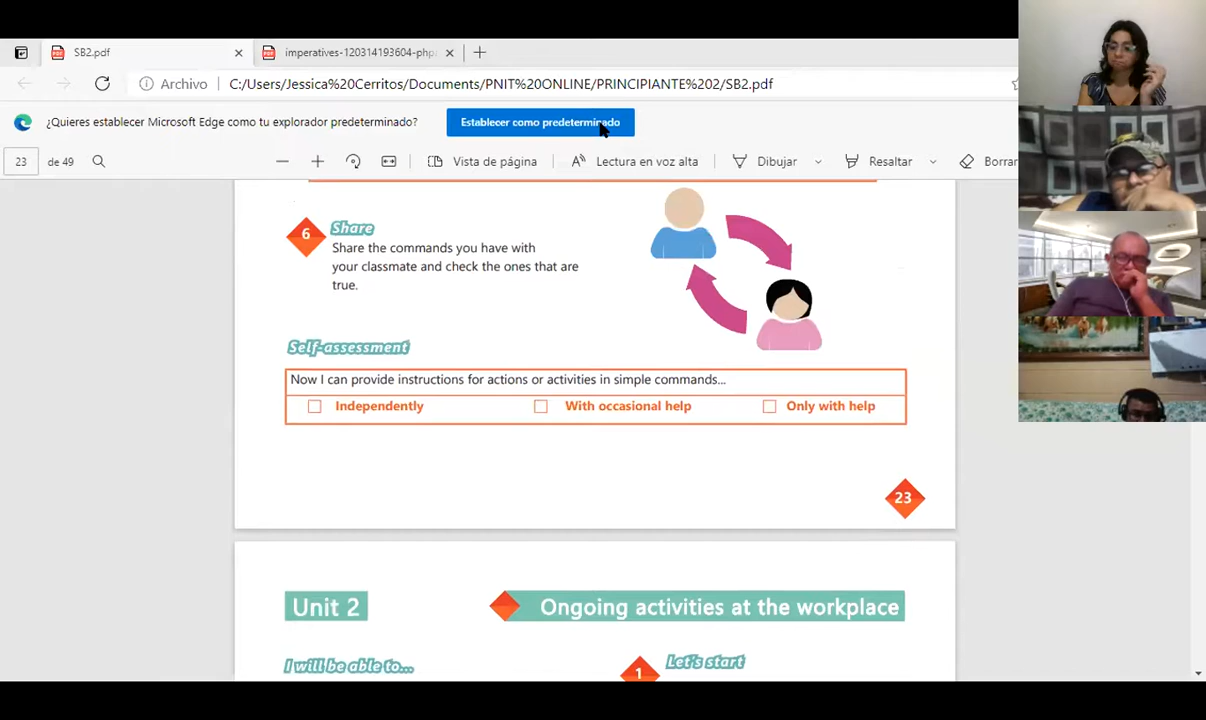 SB2.pdf
imperatives-120314193604-php
Archivo
C:/Users/Jessica%20Cerritos/Documents/PNIT%20ONLINE/PRINCIPIANTE%202/SB2.pdf
¿Quieres establecer Microsoft Edge como tu explorador predeterminado?
Establecer como predeterminado
23
de 49
Vista de página
Lectura en voz alta
Dibujar
Resaltar
Borrar
6
Share
Share the commands you have with
your classmate and check the ones that are
true.
Self-assessment
Now I can provide instructions for actions or activities in simple commands...
Independently
With occasional help
Only with help
23
Unit 2
Ongoing activities at the workplace
I will be able to...
1
Let's start